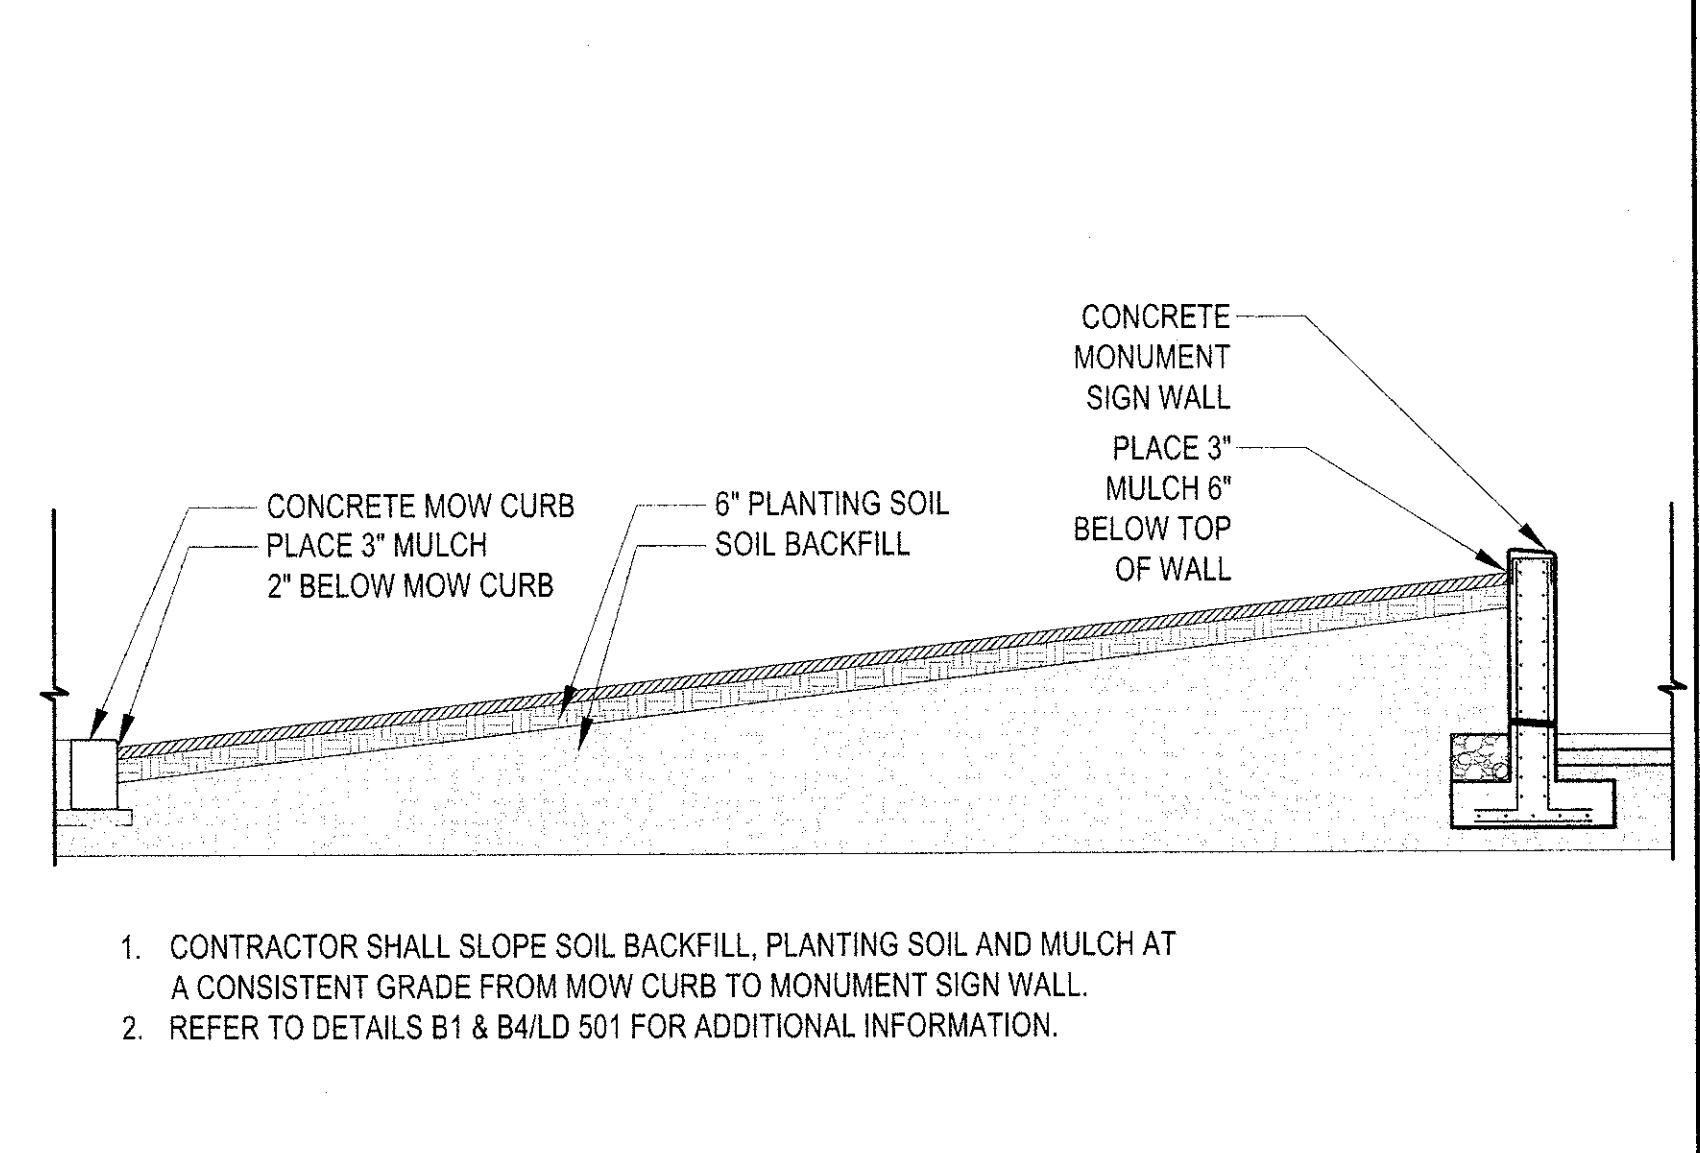 CONCRETE
MONUMENT
SIGN WALL
PLACE 3"
MULCH 6"
BELOW TOP
OF WALL
CONCRETE MOW CURB
PLACE 3" MULCH
2" BELOW MOW CURB
6" PLANTING SOIL
SOIL BACKFILL
1. CONTRACTOR SHALL SLOPE SOIL BACKFILL, PLANTING SOIL AND MULCH AT
A CONSISTENT GRADE FROM MOW CURB TO MONUMENT SIGN WALL.
2. REFER TO DETAILS B1 & B4/LD 501 FOR ADDITIONAL INFORMATION.